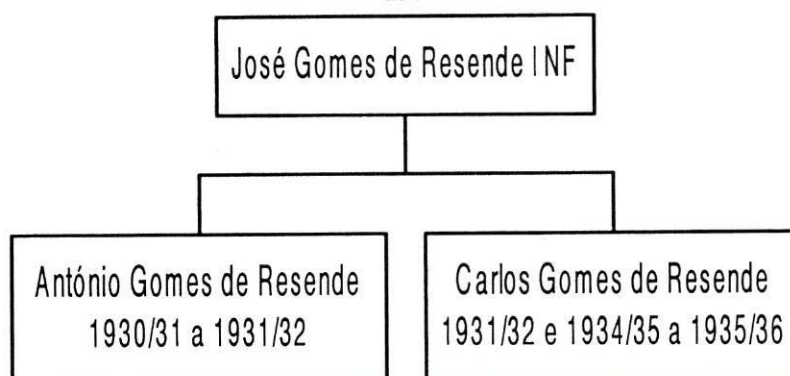 José Gomes de Resende INF
António Gomes de Resende
1930/31 a 1931/32
Carlos Gomes de Resende
1931/32 e 1934/35 a 1935/36